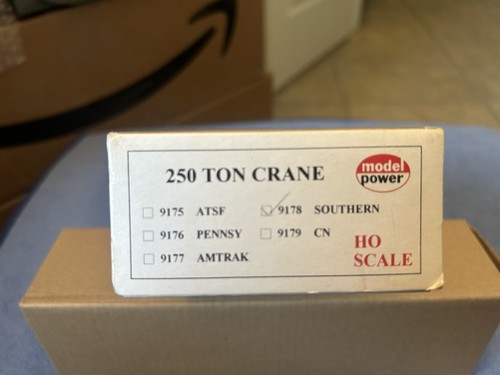 250 TON CRANE
model
power
9175 ATSF
9178 SOUTHERN
9176 PENNSY
9179 CN
9177 AMTRAK
HO
SCALE